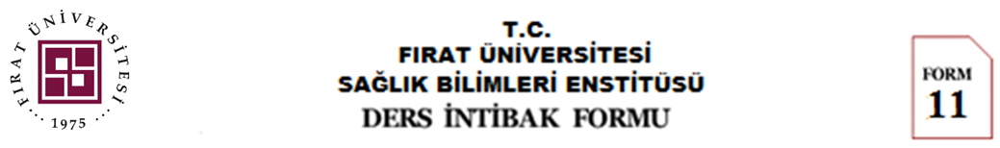 FIRAT ÜNİVERSİTESİ
··· 1975 ···
T.C.
FIRAT ÜNİVERSİTESİ
SAĞLIK BİLİMLERİ ENSTİTÜSÜ
DERS İNTİBAK FORMU
FORM
11